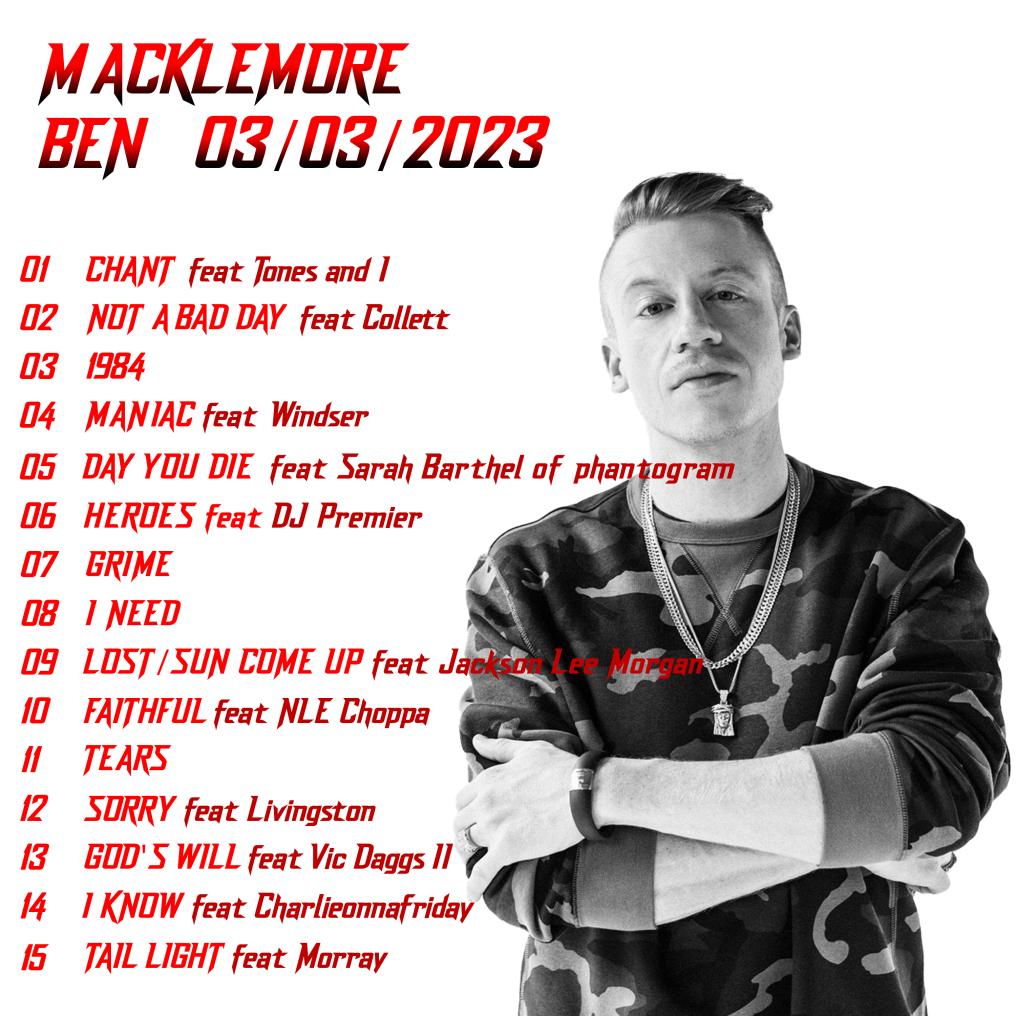 MACKLEMORE
BEN 03/03/2023
01 CHANT feat Tones and I
02 NOT A BAD DAY feat Collett
03 1984
04 MANIAC feat Windser
05 DAY YOU DIE feat Sarah Barthel of phantogram
06 HEROES feat DJ Premier
07 GRIME
08 I NEED
09 LOST/SUN COME UP feat Jackson Lee Morgan
10 FAITHFUL feat NLE Choppa
11 TEARS
12 SORRY feat Livingston
13 GOD'S WILL feat Vic Daggs II
14 I KNOW feat Charlieonnafriday
15 TAIL LIGHT feat Morray